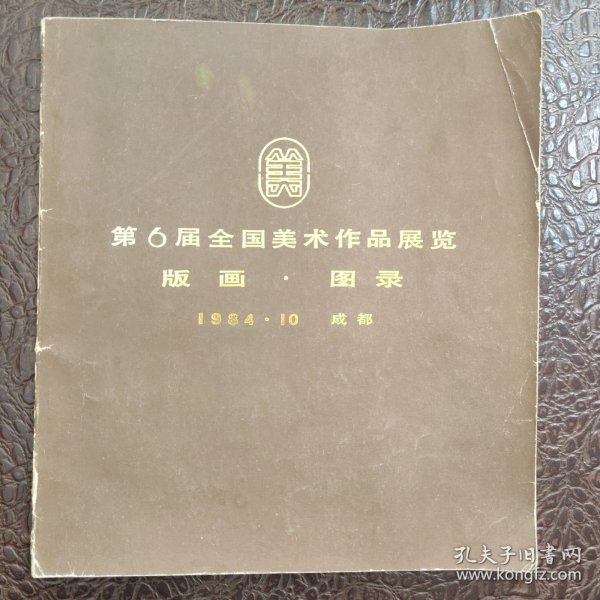 美
第6届全国美术作品展览
版画·图录
1984·10 成都
孔夫子旧书网
www.kongfz.com